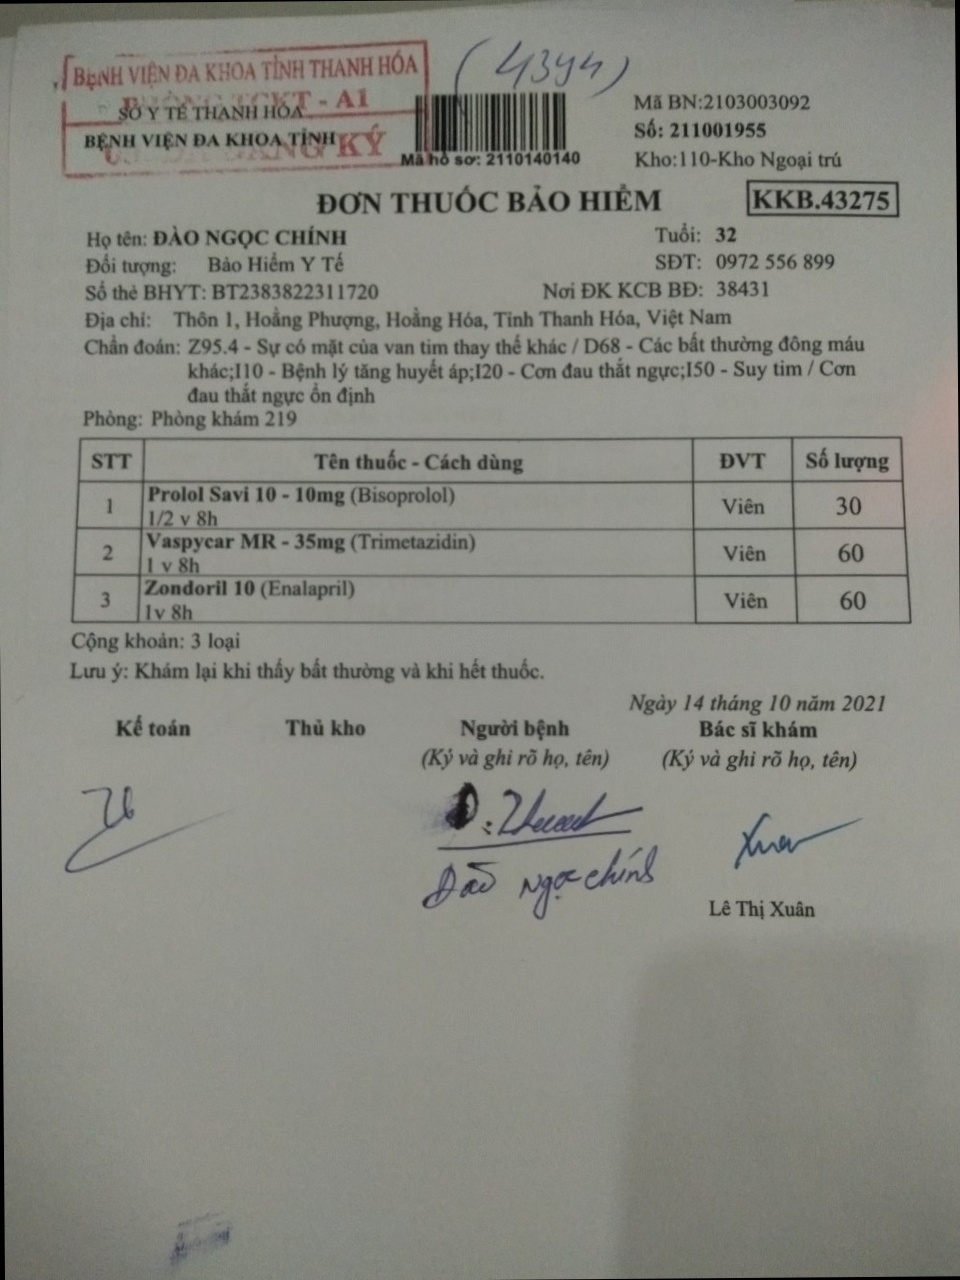 BỆNH VIỆN ĐA KHOA TỈNH THANH HÓA
PHÒNG TCKT - A1
SỞ Y TẾ THANH HÓA
BỆNH VIỆN ĐA KHOA TỈNH
KÝ
(4394)
Mã hồ sơ: 2110140140
Mã BN:2103003092
Số: 211001955
Kho:110-Kho Ngoại trú
ĐƠN THUỐC BẢO HIỂM
KKB.43275
Họ tên: ĐÀO NGỌC CHÍNH Tuổi: 32
Đối tượng: Bảo Hiểm Y Tế SĐT: 0972 556 899
Số thẻ BHYT: BT2383822311720 Nơi ĐK KCB BĐ: 38431
Địa chỉ: Thôn 1, Hoằng Phượng, Hoằng Hóa, Tỉnh Thanh Hóa, Việt Nam
Chẩn đoán: Z95.4 - Sự có mặt của van tim thay thế khác / D68 - Các bất thường đông máu
khác;I10 - Bệnh lý tăng huyết áp;I20 - Cơn đau thắt ngực;I50 - Suy tim / Cơn
đau thắt ngực ổn định
Phòng: Phòng khám 219
STT Tên thuốc - Cách dùng ĐVT Số lượng
1 Prolol Savi 10 - 10mg (Bisoprolol) Viên 30
1/2 v 8h
2 Vaspycar MR - 35mg (Trimetazidin) Viên 60
1 v 8h
3 Zondoril 10 (Enalapril) Viên 60
1v 8h
Cộng khoản: 3 loại
Lưu ý: Khám lại khi thấy bất thường và khi hết thuốc.
Ngày 14 tháng 10 năm 2021
Kế toán Thủ kho Người bệnh Bác sĩ khám
(Ký và ghi rõ họ, tên) (Ký và ghi rõ họ, tên)
Xuân
Đào Ngọc chính
Lê Thị Xuân